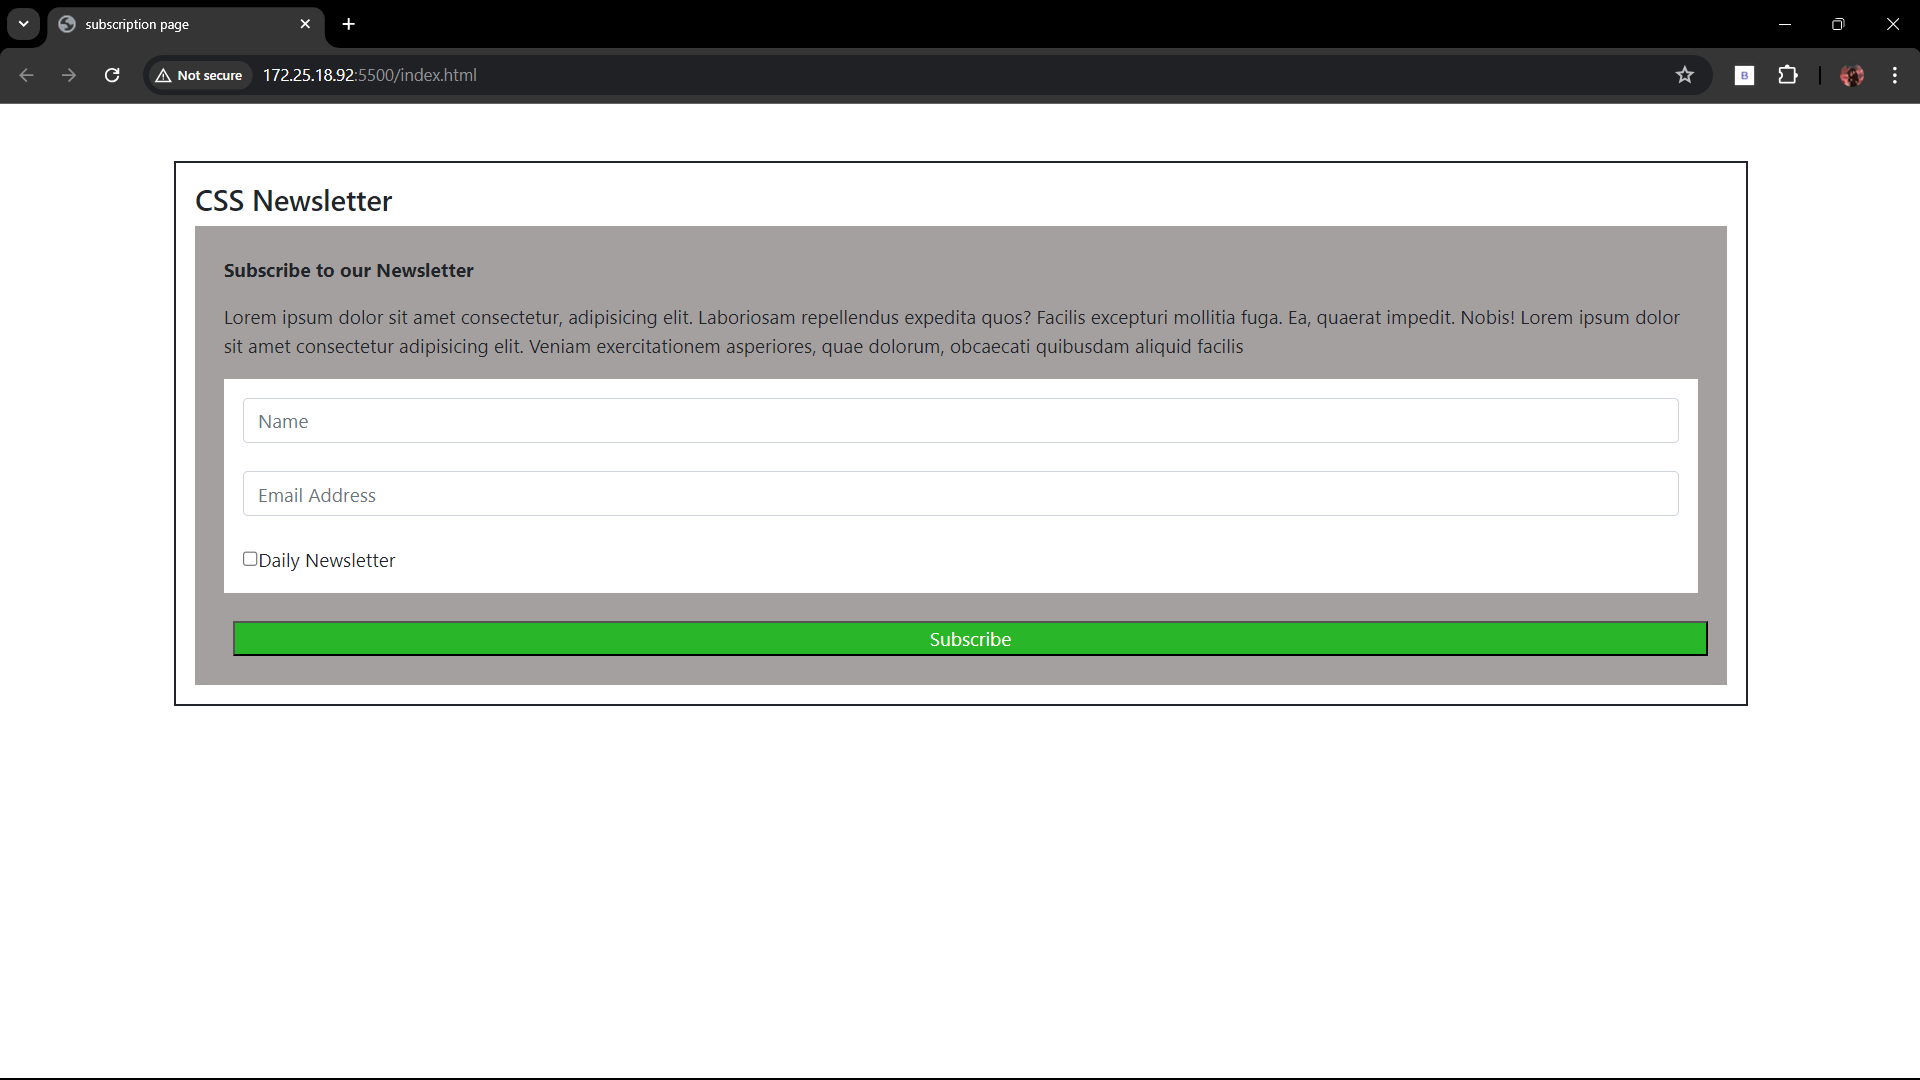 subscription page
Not secure 172.25.18.92:5500/index.html
B
CSS Newsletter
Subscribe to our Newsletter
Lorem ipsum dolor sit amet consectetur, adipisicing elit. Laboriosam repellendus expedita quos? Facilis excepturi mollitia fuga. Ea, quaerat impedit. Nobis! Lorem ipsum dolor
sit amet consectetur adipisicing elit. Veniam exercitationem asperiores, quae dolorum, obcaecati quibusdam aliquid facilis
Name
Email Address
Daily Newsletter
Subscribe